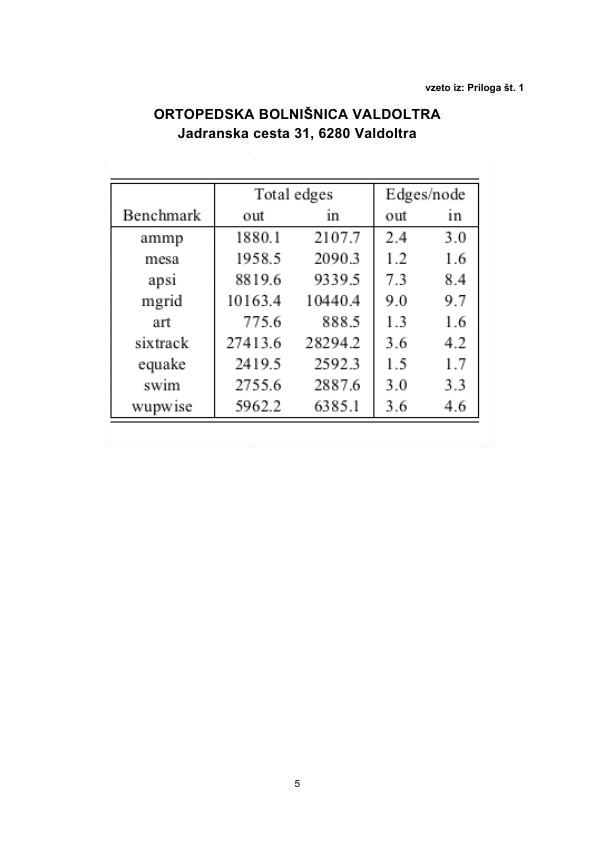 vzeto iz: Priloga št. 1
ORTOPEDSKA BOLNIŠNICA VALDOLTRA
Jadranska cesta 31, 6280 Valdoltra
Total edges Edges/node
Benchmark out in out in
ammp 1880.1 2107.7 2.4 3.0
mesa 1958.5 2090.3 1.2 1.6
apsi 8819.6 9339.5 7.3 8.4
mgrid 10163.4 10440.4 9.0 9.7
art 775.6 888.5 1.3 1.6
sixtrack 27413.6 28294.2 3.6 4.2
equake 2419.5 2592.3 1.5 1.7
swim 2755.6 2887.6 3.0 3.3
wupwise 5962.2 6385.1 3.6 4.6
5